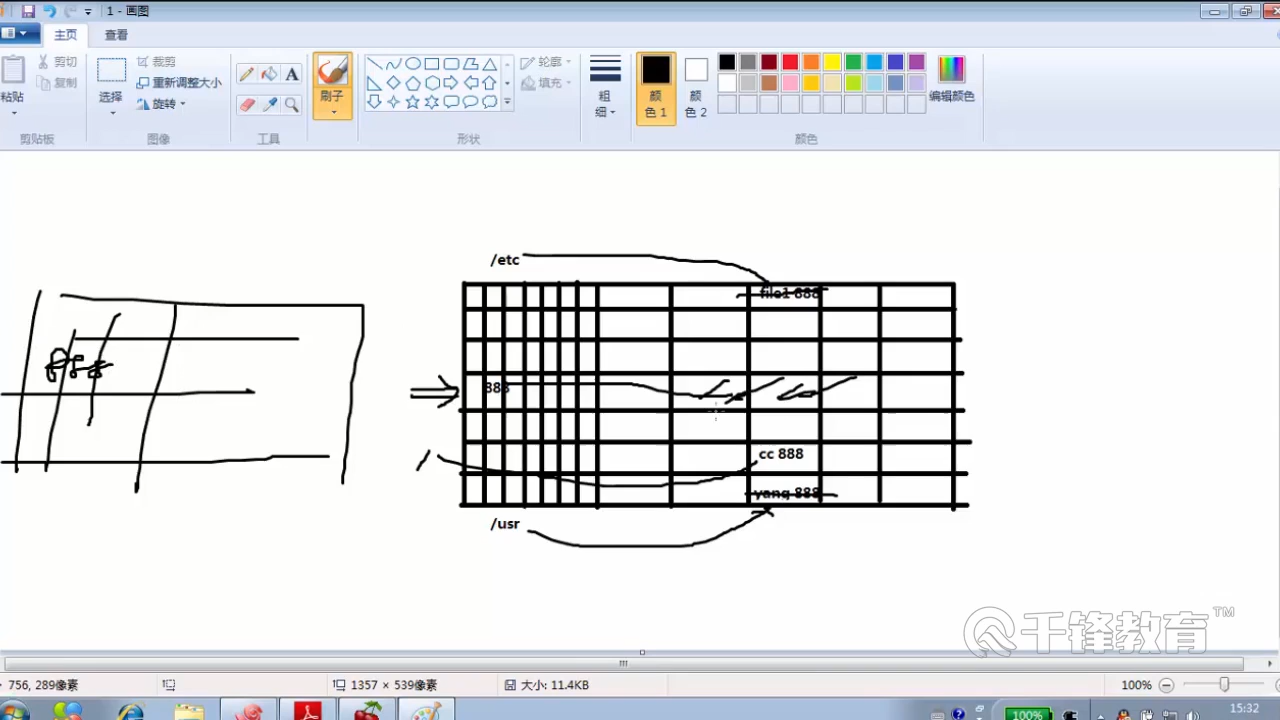 1 - 画图
主页 查看
剪切
复制
粘贴
剪贴板
裁剪
重新调整大小
旋转
选择
图像
A
工具
刷子
轮廓
填充
形状
粗细
颜色 1
颜色 2
编辑颜色
颜色
/etc
file1 888
888
cc 888
yang 888
/
/usr
千锋教育™
756, 289像素
1357 × 539像素
大小: 11.4KB
100%
100%
15:32